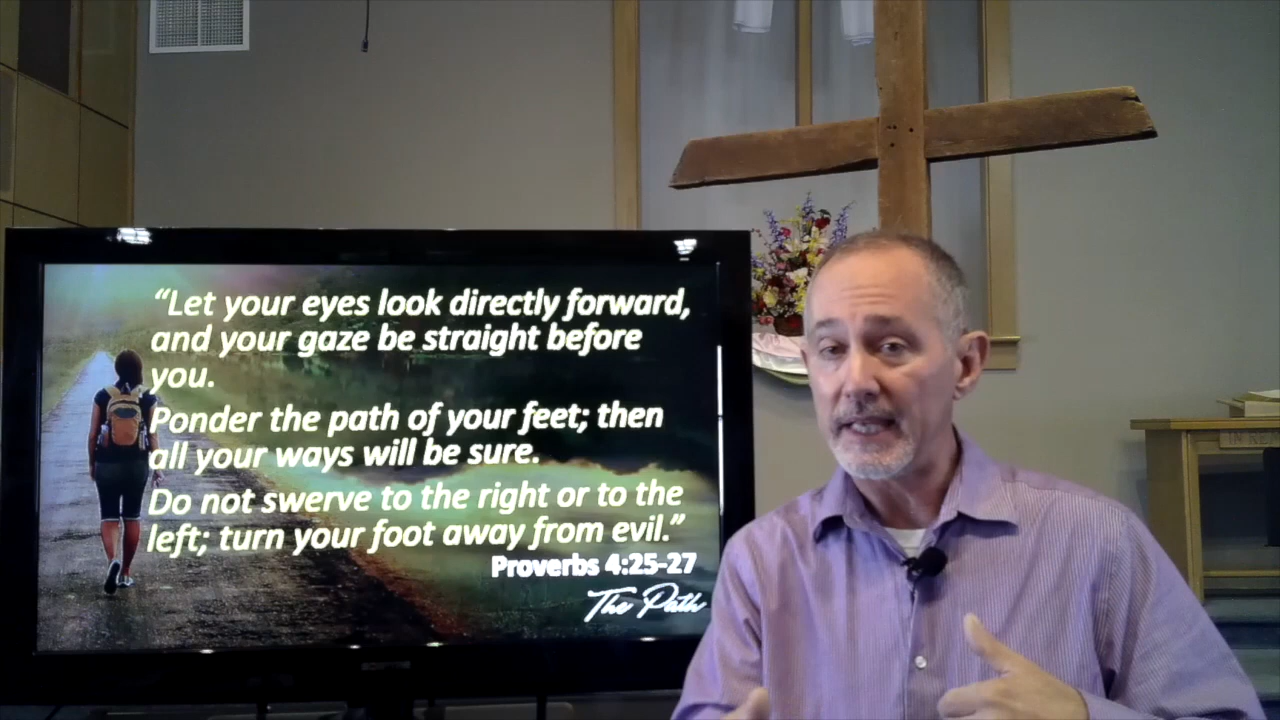 “Let your eyes look directly forward,
and your gaze be straight before
you.
Ponder the path of your feet; then
all your ways will be sure.
Do not swerve to the right or to the
left; turn your foot away from evil.”
Proverbs 4:25-27
The Path
IN RE